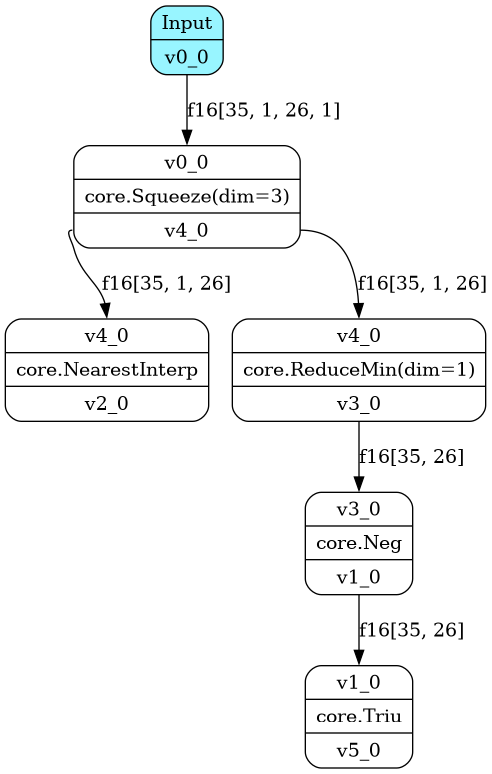 Input
v0_0
f16[35, 1, 26, 1]
v0_0
core.Squeeze(dim=3)
v4_0
f16[35, 1, 26]
f16[35, 1, 26]
v4_0
core.NearestInterp
v2_0
v4_0
core.ReduceMin(dim=1)
v3_0
f16[35, 26]
v3_0
core.Neg
v1_0
f16[35, 26]
v1_0
core.Triu
v5_0